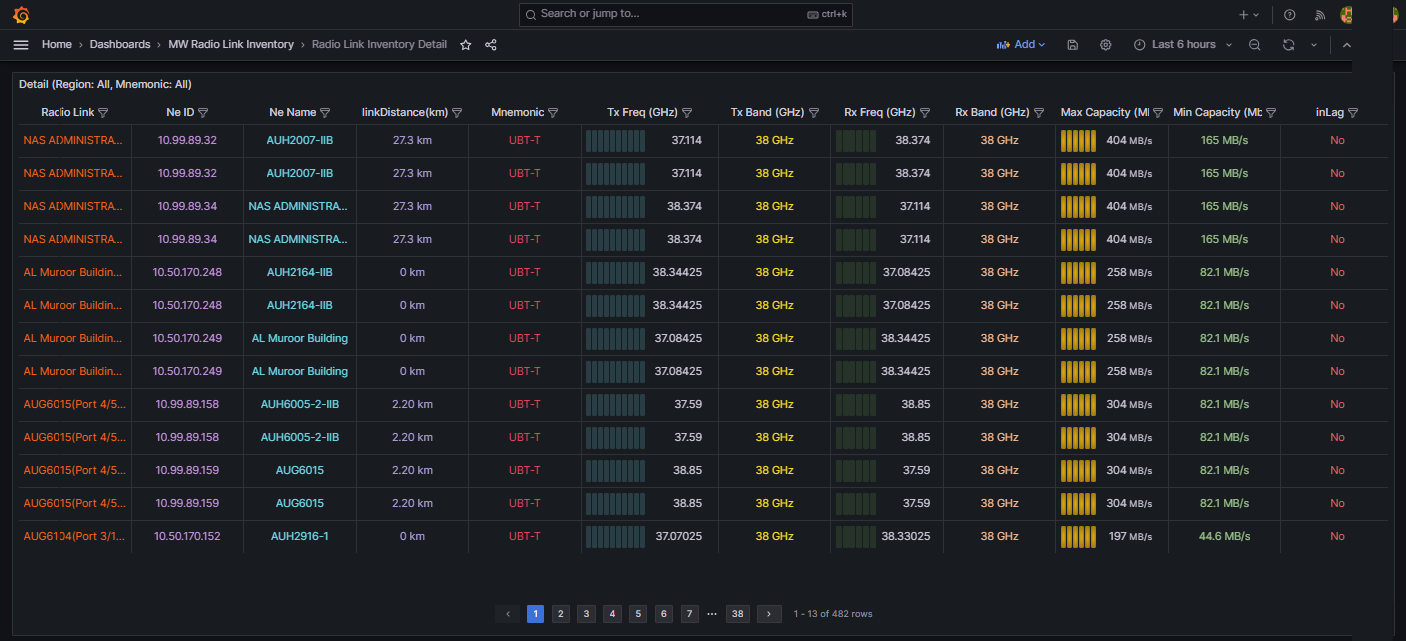 Search or jump to... ctrl+k
Home › Dashboards › MW Radio Link Inventory › Radio Link Inventory Detail Add Last 6 hours
Detail (Region: All, Mnemonic: All)
Radio Link Ne ID Ne Name linkDistance(km) Mnemonic Tx Freq (GHz) Tx Band (GHz) Rx Freq (GHz) Rx Band (GHz) Max Capacity (M Min Capacity (Mb inLag
NAS ADMINISTRA... 10.99.89.32 AUH2007-IIB 27.3 km UBT-T 37.114 38 GHz 38.374 38 GHz 404 MB/s 165 MB/s No
NAS ADMINISTRA... 10.99.89.32 AUH2007-IIB 27.3 km UBT-T 37.114 38 GHz 38.374 38 GHz 404 MB/s 165 MB/s No
NAS ADMINISTRA... 10.99.89.34 NAS ADMINISTRA... 27.3 km UBT-T 38.374 38 GHz 37.114 38 GHz 404 MB/s 165 MB/s No
NAS ADMINISTRA... 10.99.89.34 NAS ADMINISTRA... 27.3 km UBT-T 38.374 38 GHz 37.114 38 GHz 404 MB/s 165 MB/s No
AL Muroor Buildin... 10.50.170.248 AUH2164-IIB 0 km UBT-T 38.34425 38 GHz 37.08425 38 GHz 258 MB/s 82.1 MB/s No
AL Muroor Buildin... 10.50.170.248 AUH2164-IIB 0 km UBT-T 38.34425 38 GHz 37.08425 38 GHz 258 MB/s 82.1 MB/s No
AL Muroor Buildin... 10.50.170.249 AL Muroor Building 0 km UBT-T 37.08425 38 GHz 38.34425 38 GHz 258 MB/s 82.1 MB/s No
AL Muroor Buildin... 10.50.170.249 AL Muroor Building 0 km UBT-T 37.08425 38 GHz 38.34425 38 GHz 258 MB/s 82.1 MB/s No
AUG6015(Port 4/5... 10.99.89.158 AUH6005-2-IIB 2.20 km UBT-T 37.59 38 GHz 38.85 38 GHz 304 MB/s 82.1 MB/s No
AUG6015(Port 4/5... 10.99.89.158 AUH6005-2-IIB 2.20 km UBT-T 37.59 38 GHz 38.85 38 GHz 304 MB/s 82.1 MB/s No
AUG6015(Port 4/5... 10.99.89.159 AUG6015 2.20 km UBT-T 38.85 38 GHz 37.59 38 GHz 304 MB/s 82.1 MB/s No
AUG6015(Port 4/5... 10.99.89.159 AUG6015 2.20 km UBT-T 38.85 38 GHz 37.59 38 GHz 304 MB/s 82.1 MB/s No
AUG6104(Port 3/1... 10.50.170.152 AUH2916-1 0 km UBT-T 37.07025 38 GHz 38.33025 38 GHz 197 MB/s 44.6 MB/s No
‹ 1 2 3 4 5 6 7 ··· 38 › 1 - 13 of 482 rows